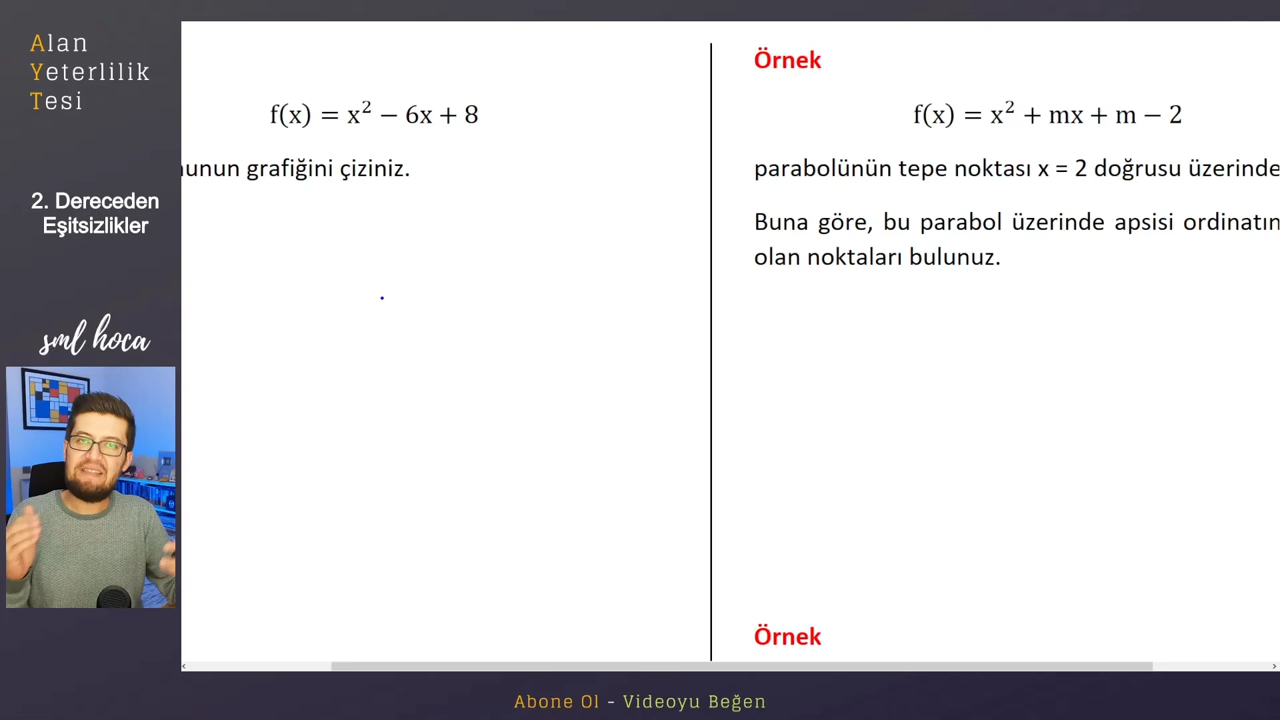 Alan
Yeterlilik
Tesi
2. Dereceden
Eşitsizlikler
sml hoca
f(x) = x² − 6x + 8
grafiğini çiziniz.
Örnek
f(x) = x² + mx + m − 2
parabolünün tepe noktası x = 2 doğrusu üzerinde
Buna göre, bu parabol üzerinde apsisi ordinatın
olan noktaları bulunuz.
Örnek
Abone Ol - Videoyu Beğen